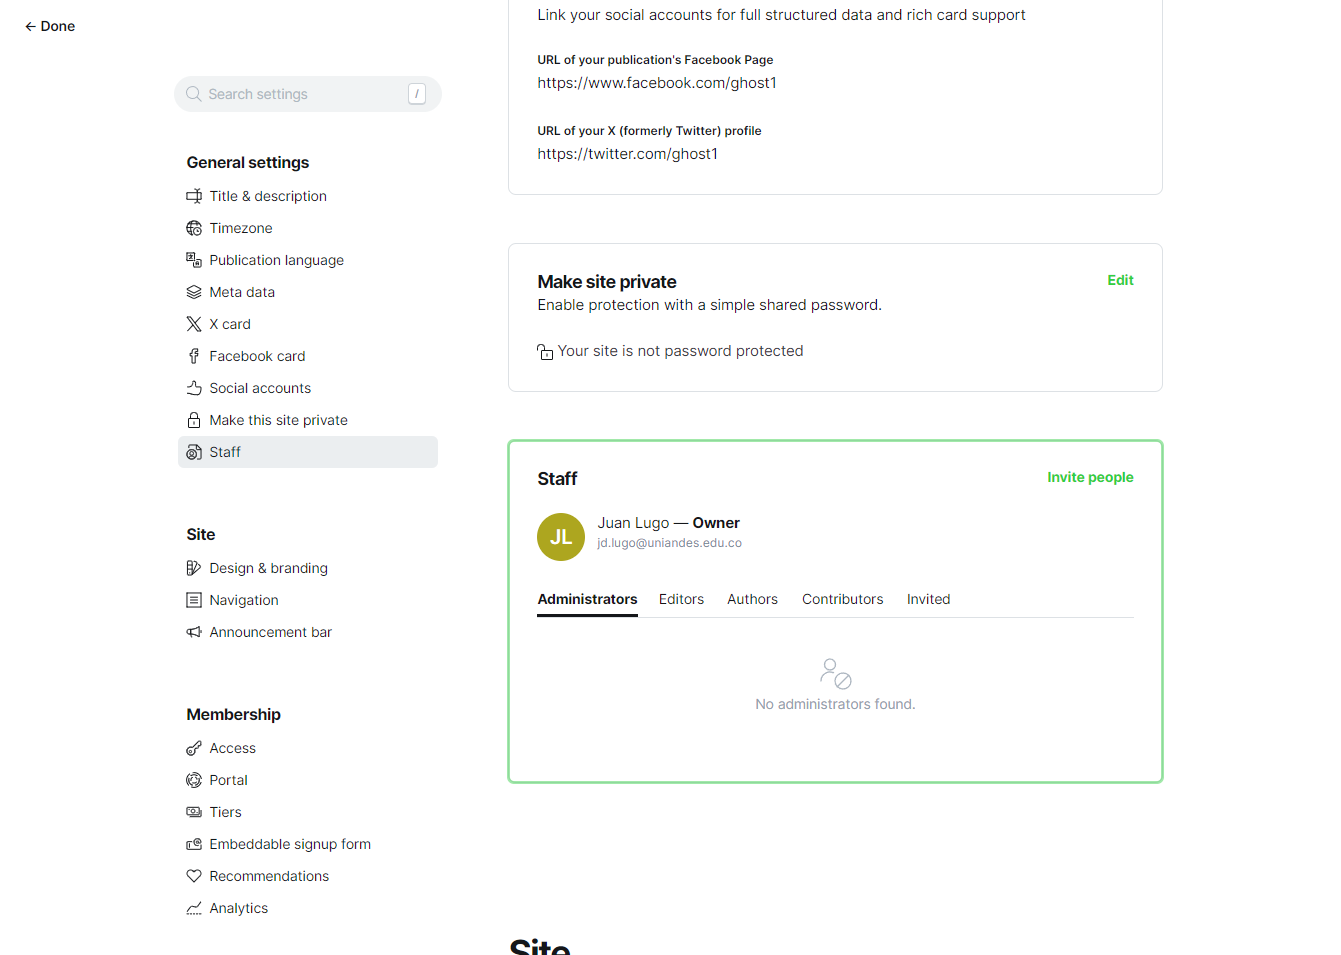 ← Done
Search settings
/
General settings
Title & description
Timezone
Publication language
Meta data
X card
Facebook card
Social accounts
Make this site private
Staff
Site
Design & branding
Navigation
Announcement bar
Membership
Access
Portal
Tiers
Embeddable signup form
Recommendations
Analytics
Link your social accounts for full structured data and rich card support
URL of your publication's Facebook Page
https://www.facebook.com/ghost1
URL of your X (formerly Twitter) profile
https://twitter.com/ghost1
Make site private
Edit
Enable protection with a simple shared password.
Your site is not password protected
Staff
Invite people
JL
Juan Lugo — Owner
jd.lugo@uniandes.edu.co
Administrators Editors Authors Contributors Invited
No administrators found.
Site